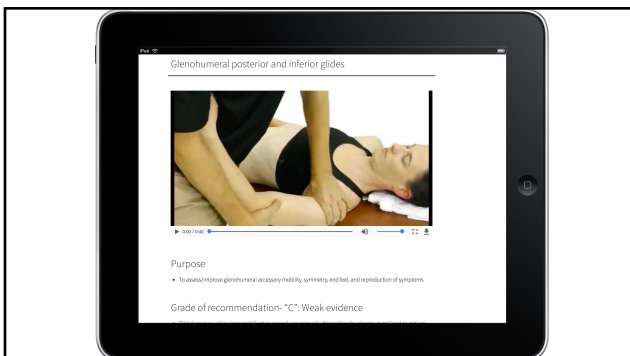 iPad
Glenohumeral posterior and inferior glides
0:00 / 0:40
Purpose
• To assess/improve glenohumeral accessory mobility, symmetry, end feel, and reproduction of symptoms
Grade of recommendation- "C": Weak evidence